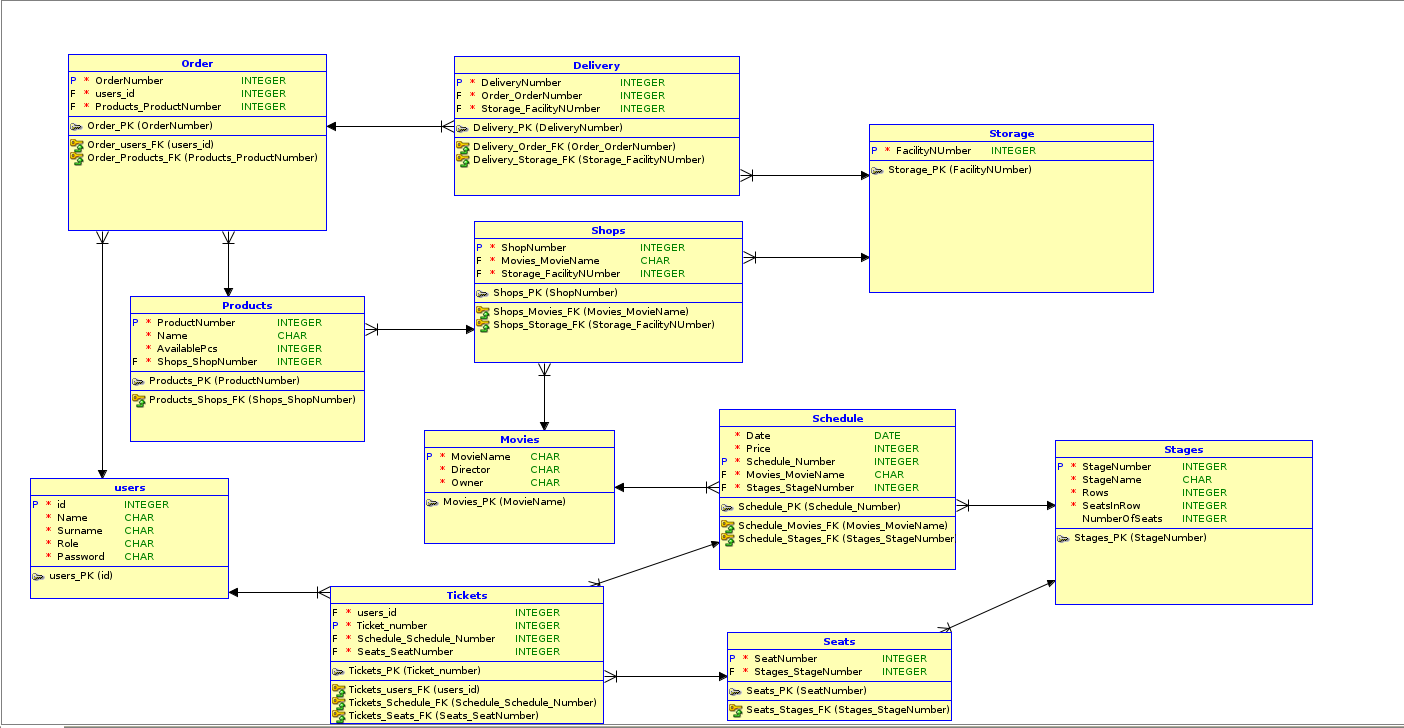 Order
P * OrderNumber INTEGER
F * users_id INTEGER
F * Products_ProductNumber INTEGER
Order_PK (OrderNumber)
Order_users_FK (users_id)
Order_Products_FK (Products_ProductNumber)
Delivery
P * DeliveryNumber INTEGER
F * Order_OrderNumber INTEGER
F * Storage_FacilityNUmber INTEGER
Delivery_PK (DeliveryNumber)
Delivery_Order_FK (Order_OrderNumber)
Delivery_Storage_FK (Storage_FacilityNUmber)
Storage
P * FacilityNUmber INTEGER
Storage_PK (FacilityNUmber)
Shops
P * ShopNumber INTEGER
F * Movies_MovieName CHAR
F * Storage_FacilityNUmber INTEGER
Shops_PK (ShopNumber)
Shops_Movies_FK (Movies_MovieName)
Shops_Storage_FK (Storage_FacilityNUmber)
Products
P * ProductNumber INTEGER
* Name CHAR
* AvailablePcs INTEGER
F * Shops_ShopNumber INTEGER
Products_PK (ProductNumber)
Products_Shops_FK (Shops_ShopNumber)
Movies
P * MovieName CHAR
* Director CHAR
* Owner CHAR
Movies_PK (MovieName)
Schedule
* Date DATE
* Price INTEGER
P * Schedule_Number INTEGER
F * Movies_MovieName CHAR
F * Stages_StageNumber INTEGER
Schedule_PK (Schedule_Number)
Schedule_Movies_FK (Movies_MovieName)
Schedule_Stages_FK (Stages_StageNumber
Stages
P * StageNumber INTEGER
* StageName CHAR
* Rows INTEGER
* SeatsInRow INTEGER
NumberOfSeats INTEGER
Stages_PK (StageNumber)
users
P * id INTEGER
* Name CHAR
* Surname CHAR
* Role CHAR
* Password CHAR
users_PK (id)
Tickets
F * users_id INTEGER
P * Ticket_number INTEGER
F * Schedule_Schedule_Number INTEGER
F * Seats_SeatNumber INTEGER
Tickets_PK (Ticket_number)
Tickets_users_FK (users_id)
Tickets_Schedule_FK (Schedule_Schedule_Number)
Tickets_Seats_FK (Seats_SeatNumber)
Seats
P * SeatNumber INTEGER
F * Stages_StageNumber INTEGER
Seats_PK (SeatNumber)
Seats_Stages_FK (Stages_StageNumber)